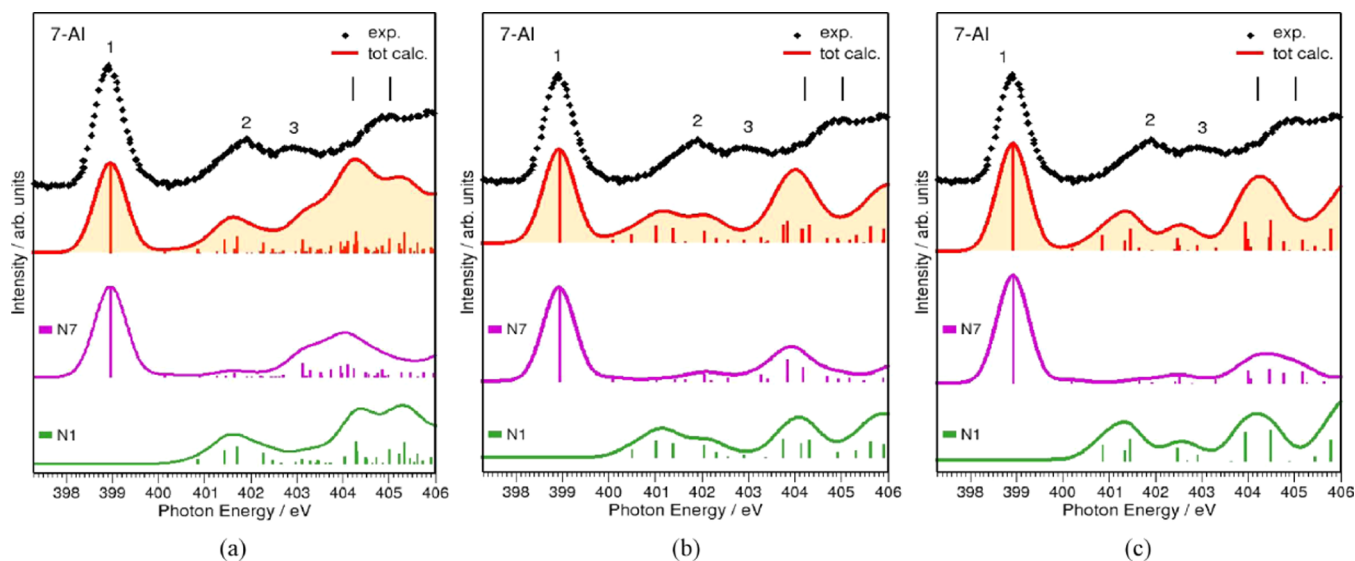 7-AI
exp.
tot calc.
1
2
3
Intensity / arb. units
N7
N1
398 399 400 401 402 403 404 405 406
Photon Energy / eV
(a)
7-AI
exp.
tot calc.
1
2
3
Intensity / arb. units
N7
N1
398 399 400 401 402 403 404 405 406
Photon Energy / eV
(b)
7-AI
exp.
tot calc.
1
2
3
Intensity / arb. units
N7
N1
398 399 400 401 402 403 404 405 406
Photon Energy / eV
(c)